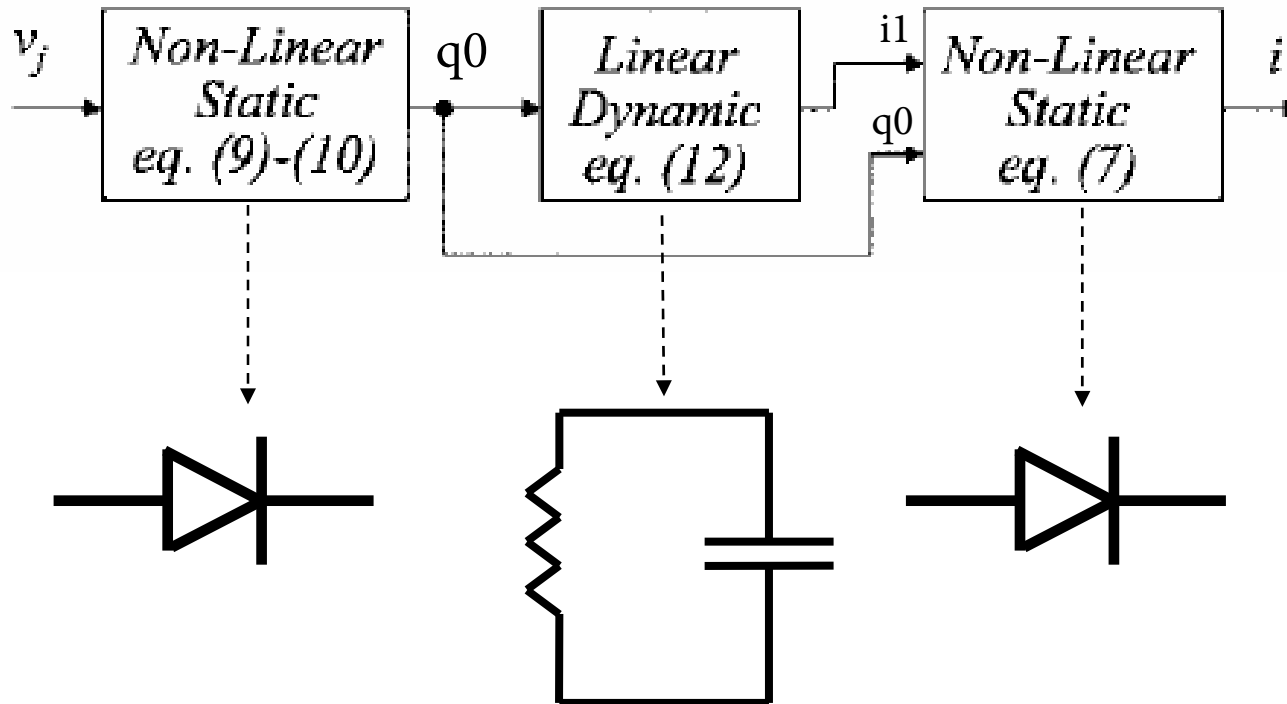 v_j
Non-Linear
Static
eq. (9)-(10)
q0
Linear
Dynamic
eq. (12)
i1
q0
Non-Linear
Static
eq. (7)
i